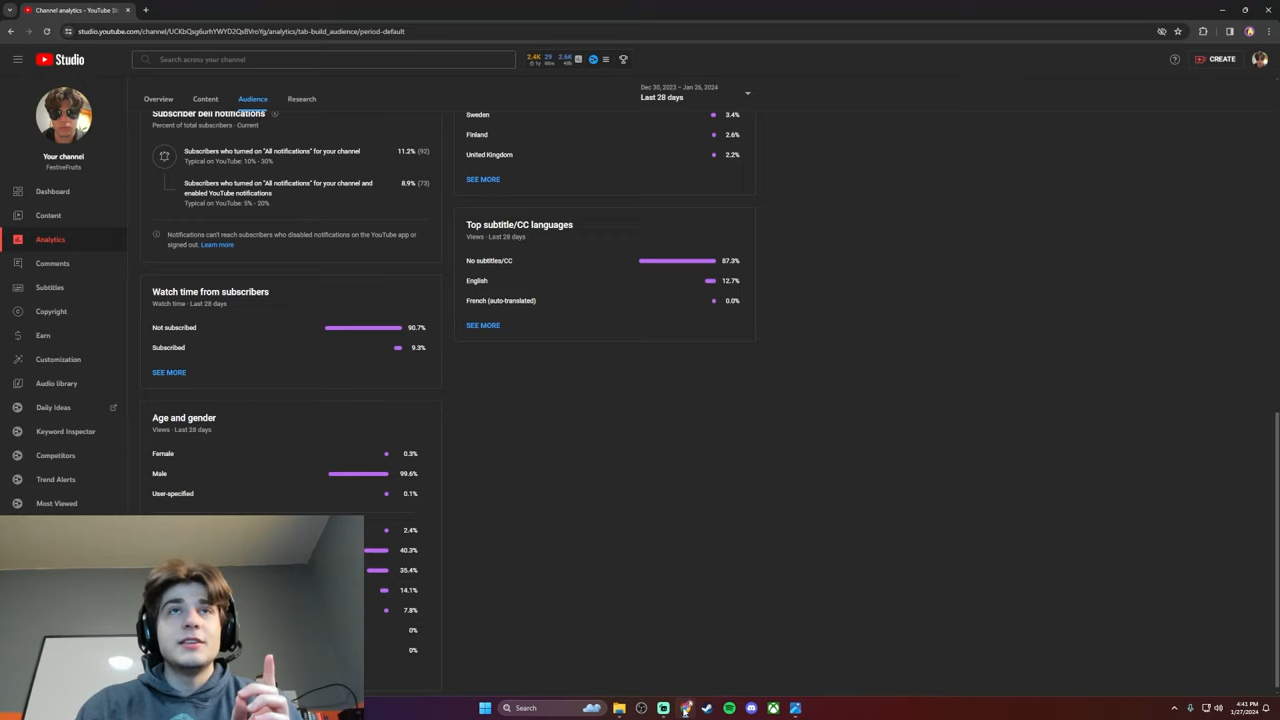 Channel analytics - YouTube St
studio.youtube.com/channel/UCKbQsg6urhYWYD2Qs8VroYg/analytics/tab-build_audience/period-default
Studio
Search across your channel
2.4K 29 2.6K
1y 60m 48h
CREATE
Your channel
FestiveFruits
Dashboard
Content
Analytics
Comments
Subtitles
Copyright
Earn
Customization
Audio library
Daily Ideas
Keyword Inspector
Competitors
Trend Alerts
Most Viewed
Overview Content Audience Research
Dec 30, 2023 – Jan 26, 2024
Last 28 days
Subscriber bell notifications
Percent of total subscribers · Current
Subscribers who turned on "All notifications" for your channel 11.2% (92)
Typical on YouTube: 10% - 30%
Subscribers who turned on "All notifications" for your channel and 8.9% (73)
enabled YouTube notifications
Typical on YouTube: 5% - 20%
Notifications can't reach subscribers who disabled notifications on the YouTube app or
signed out. Learn more
Watch time from subscribers
Watch time · Last 28 days
Not subscribed 90.7%
Subscribed 9.3%
SEE MORE
Age and gender
Views · Last 28 days
Female 0.3%
Male 99.6%
User-specified 0.1%
2.4%
40.3%
35.4%
14.1%
7.8%
0%
0%
Sweden 3.4%
Finland 2.6%
United Kingdom 2.2%
SEE MORE
Top subtitle/CC languages
Views · Last 28 days
No subtitles/CC 87.3%
English 12.7%
French (auto-translated) 0.0%
SEE MORE
Search
4:41 PM
1/27/2024